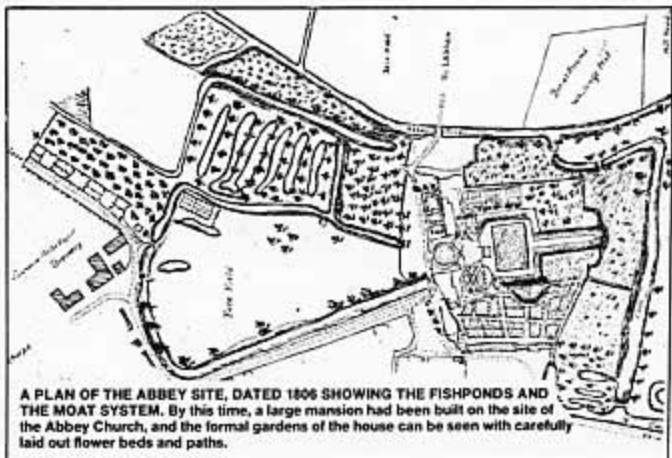 A PLAN OF THE ABBEY SITE, DATED 1806 SHOWING THE FISHPONDS AND
THE MOAT SYSTEM. By this time, a large mansion had been built on the site of
the Abbey Church, and the formal gardens of the house can be seen with carefully
laid out flower beds and paths.